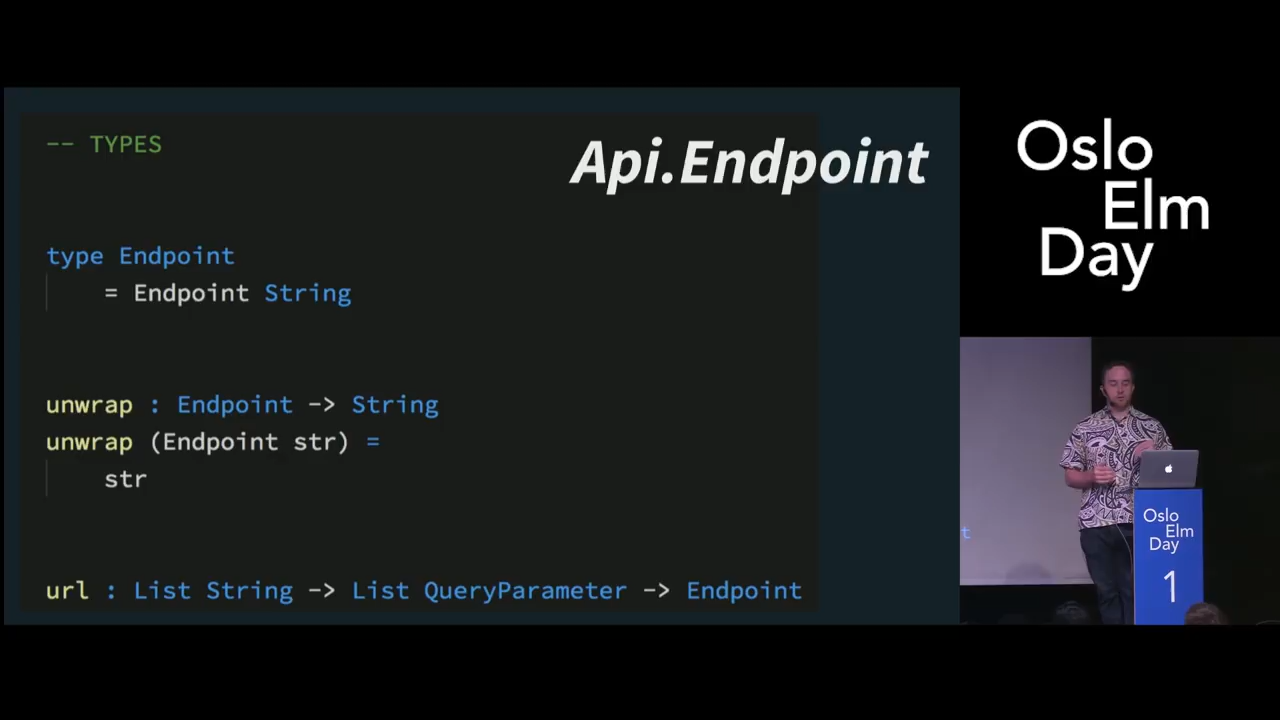 -- TYPES
Api.Endpoint
type Endpoint
= Endpoint String
unwrap : Endpoint -> String
unwrap (Endpoint str) =
str
url : List String -> List QueryParameter -> Endpoint
Oslo
Elm
Day
t
Oslo
Elm
Day
1